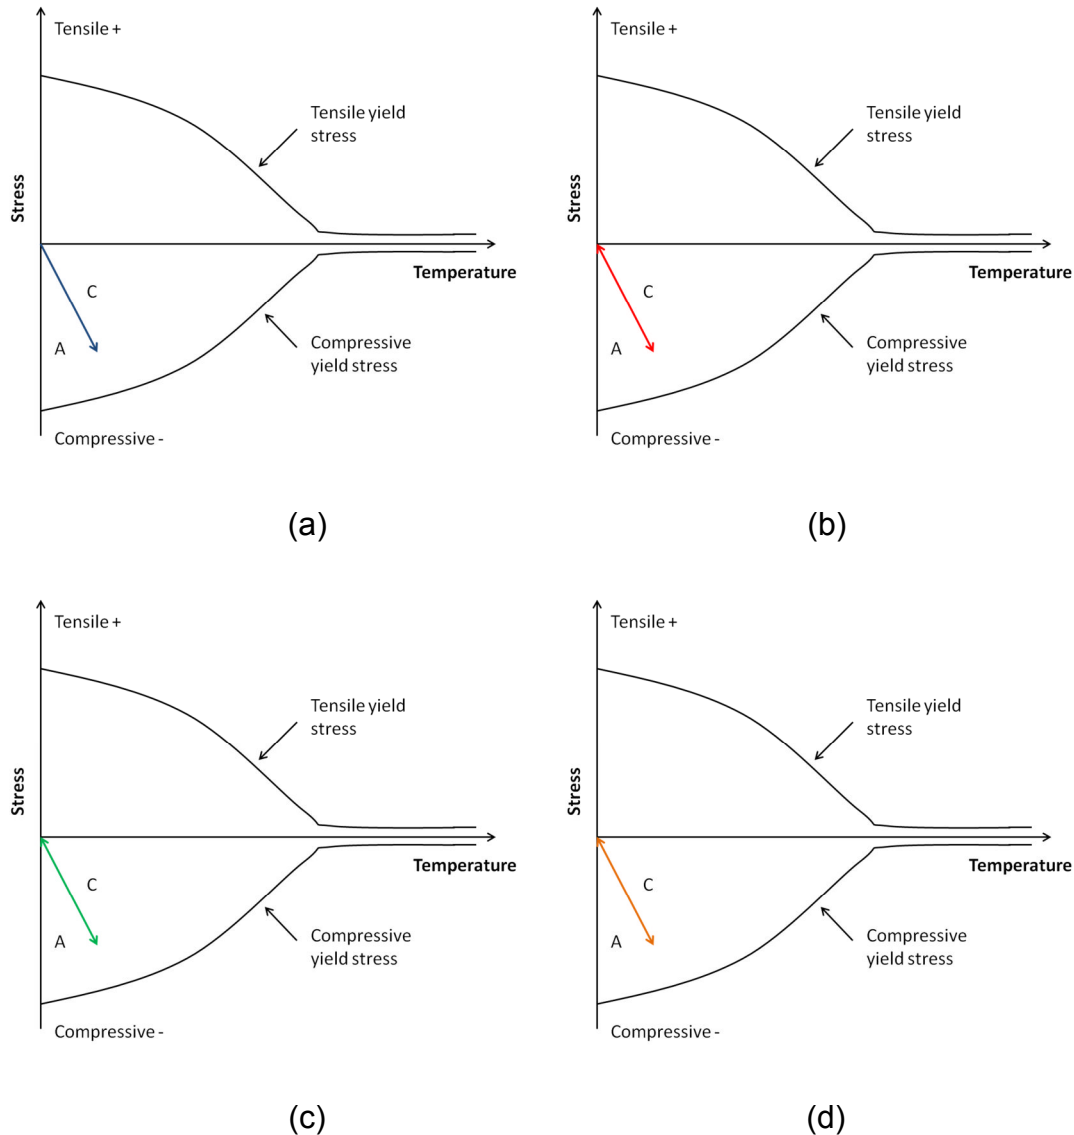 Tensile +
Tensile yield
stress
Stress
Temperature
C
A
Compressive
yield stress
Compressive -
(a)
Tensile +
Tensile yield
stress
Stress
Temperature
C
A
Compressive
yield stress
Compressive -
(b)
Tensile +
Tensile yield
stress
Stress
Temperature
C
A
Compressive
yield stress
Compressive -
(c)
Tensile +
Tensile yield
stress
Stress
Temperature
C
A
Compressive
yield stress
Compressive -
(d)